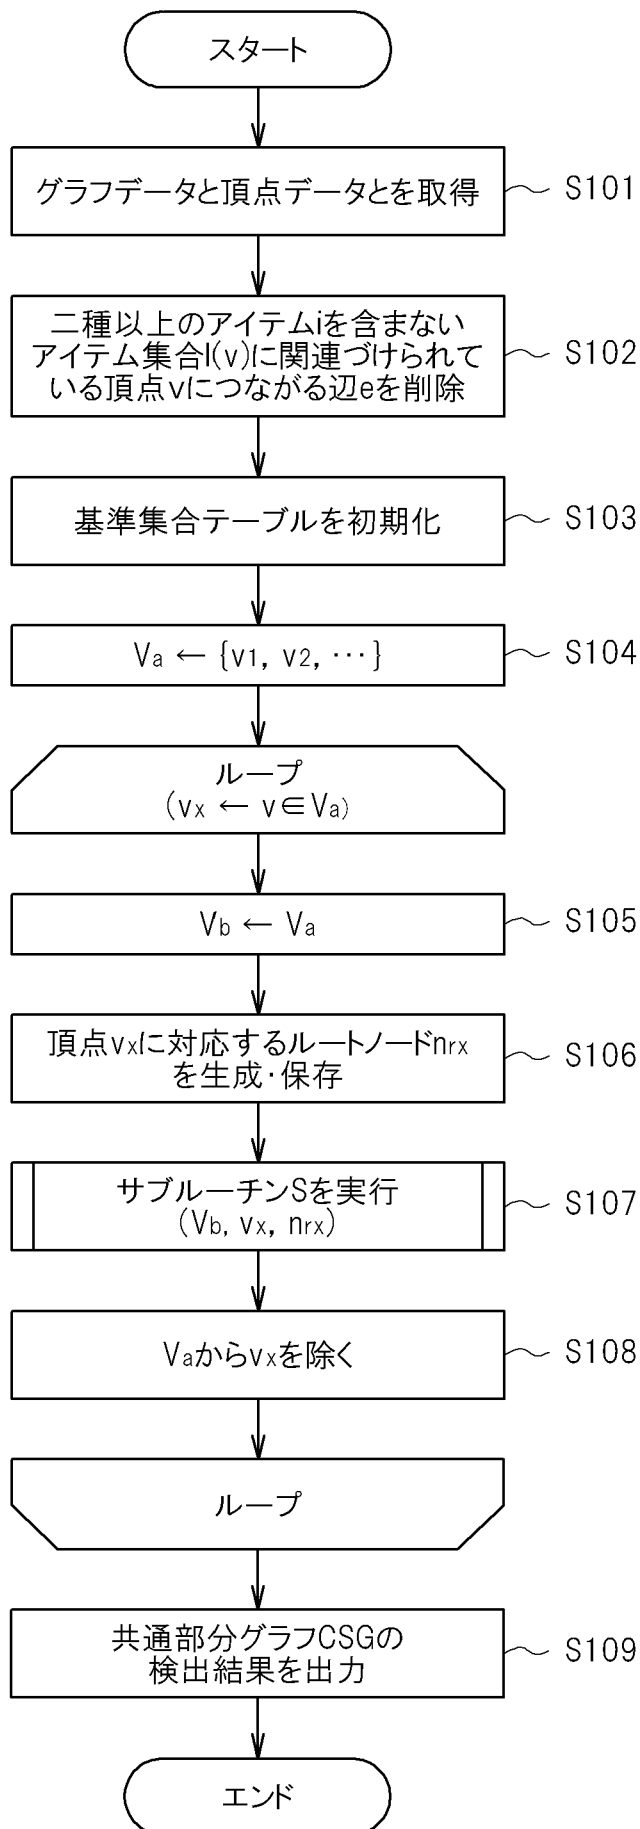 スタート
グラフデータと頂点データとを取得
S101
二種以上のアイテムiを含まない
アイテム集合I(v)に関連づけられて
いる頂点vにつながる辺eを削除
S102
基準集合テーブルを初期化
S103
Va ← {v1, v2, ···}
S104
ループ
(vx ← v∈Va)
Vb ← Va
S105
頂点vxに対応するルートノードnrx
を生成·保存
S106
サブルーチンSを実行
(Vb, vx, nrx)
S107
Vaからvxを除く
S108
ループ
共通部分グラフCSGの
検出結果を出力
S109
エンド